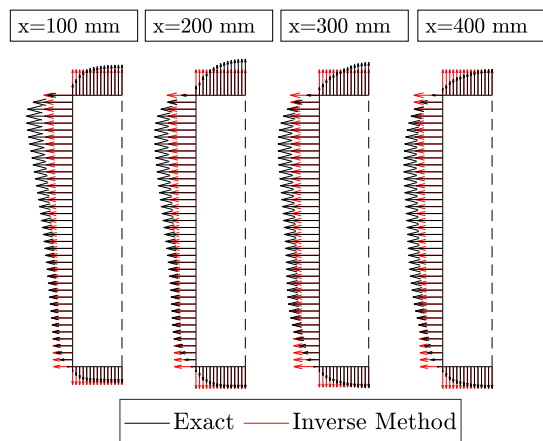 x=100 mm
x=200 mm
x=300 mm
x=400 mm
Exact
Inverse Method